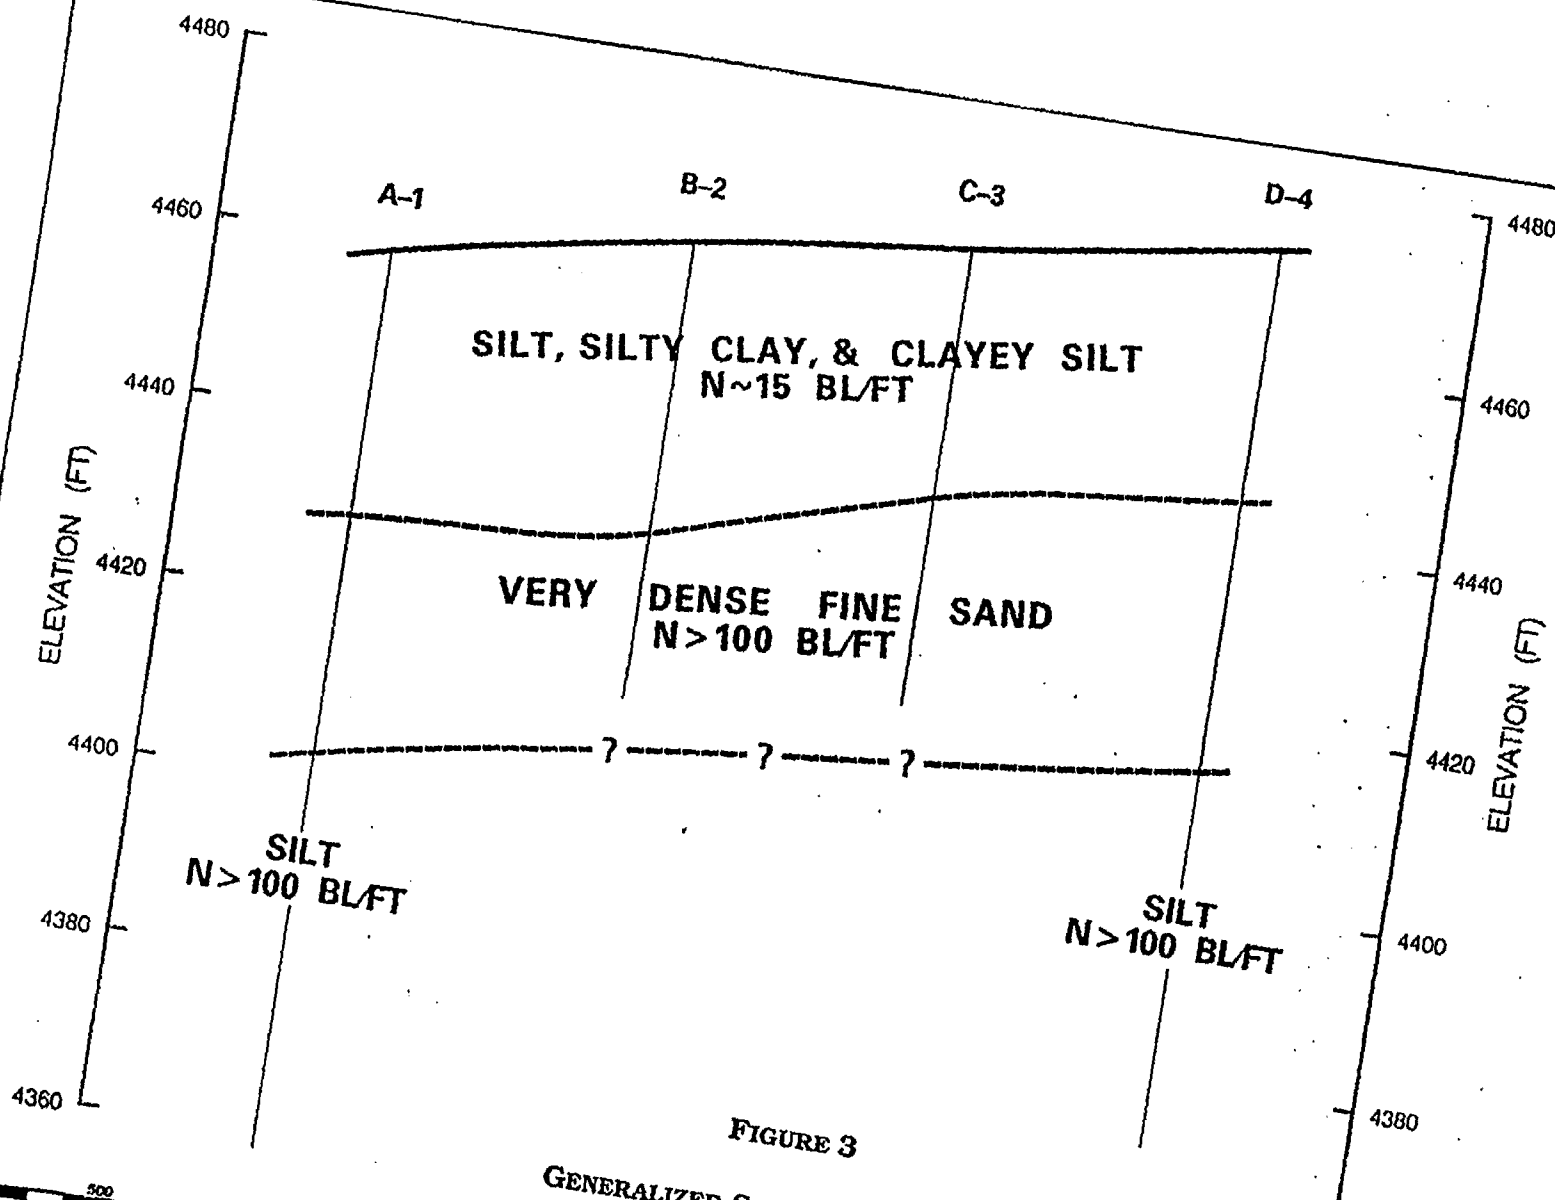 4480
4460
4440
4420
4400
4380
4360
ELEVATION (FT)
A-1
B-2
C-3
D-4
SILT, SILTY CLAY, & CLAYEY SILT
N~15 BL/FT
VERY DENSE FINE SAND
N>100 BL/FT
? ? ?
SILT
N>100 BL/FT
SILT
N>100 BL/FT
4480
4460
4440
4420
4400
4380
ELEVATION (FT)
FIGURE 3
GENERALIZED
500